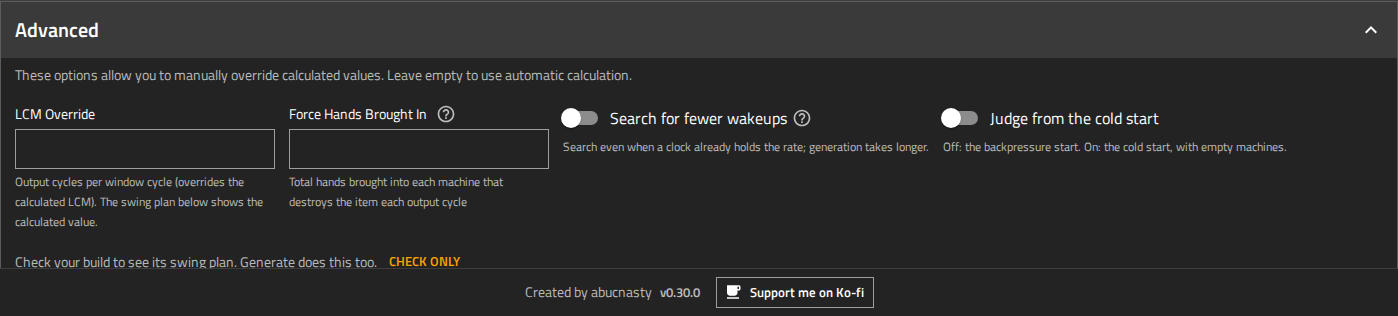 Advanced
These options allow you to manually override calculated values. Leave empty to use automatic calculation.
LCM Override
Force Hands Brought In
Search for fewer wakeups
Judge from the cold start
Search even when a clock already holds the rate; generation takes longer.
Off: the backpressure start. On: the cold start, with empty machines.
Output cycles per window cycle (overrides the
calculated LCM). The swing plan below shows the
calculated value.
Total hands brought into each machine that
destroys the item each output cycle
Check your build to see its swing plan. Generate does this too. CHECK ONLY
Created by abucnasty v0.30.0 Support me on Ko-fi